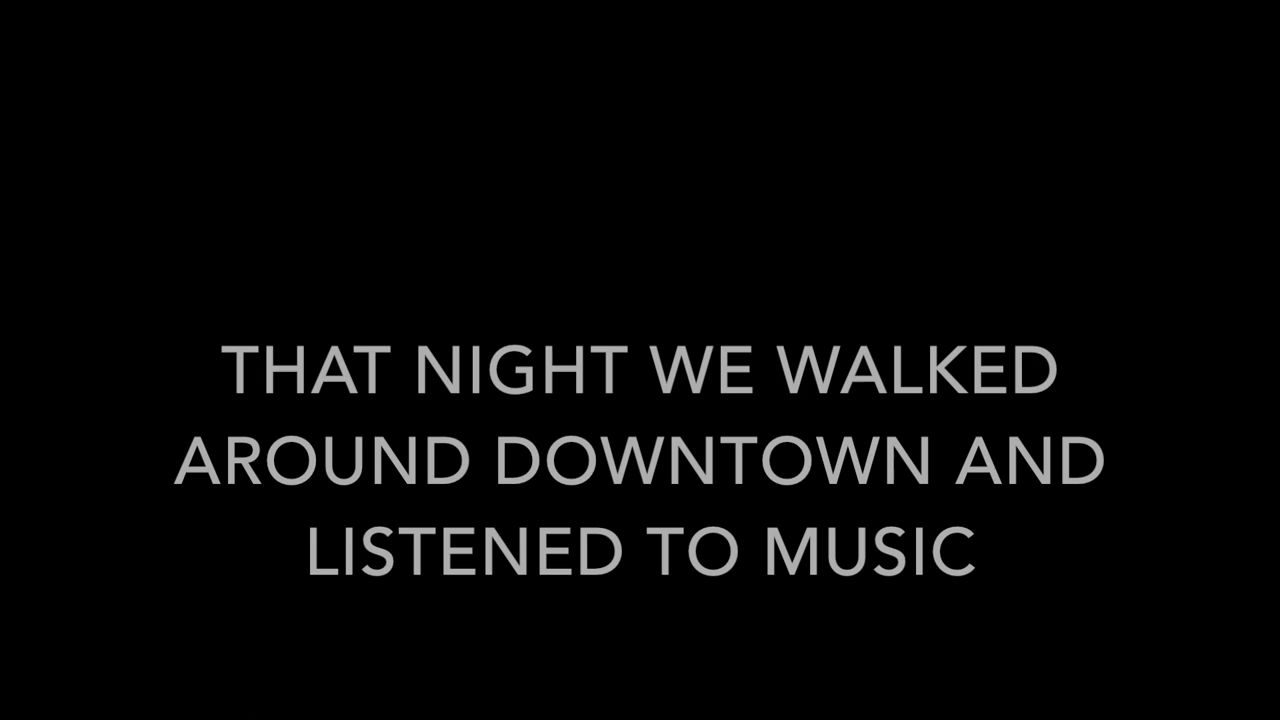 THAT NIGHT WE WALKED
AROUND DOWNTOWN AND
LISTENED TO MUSIC